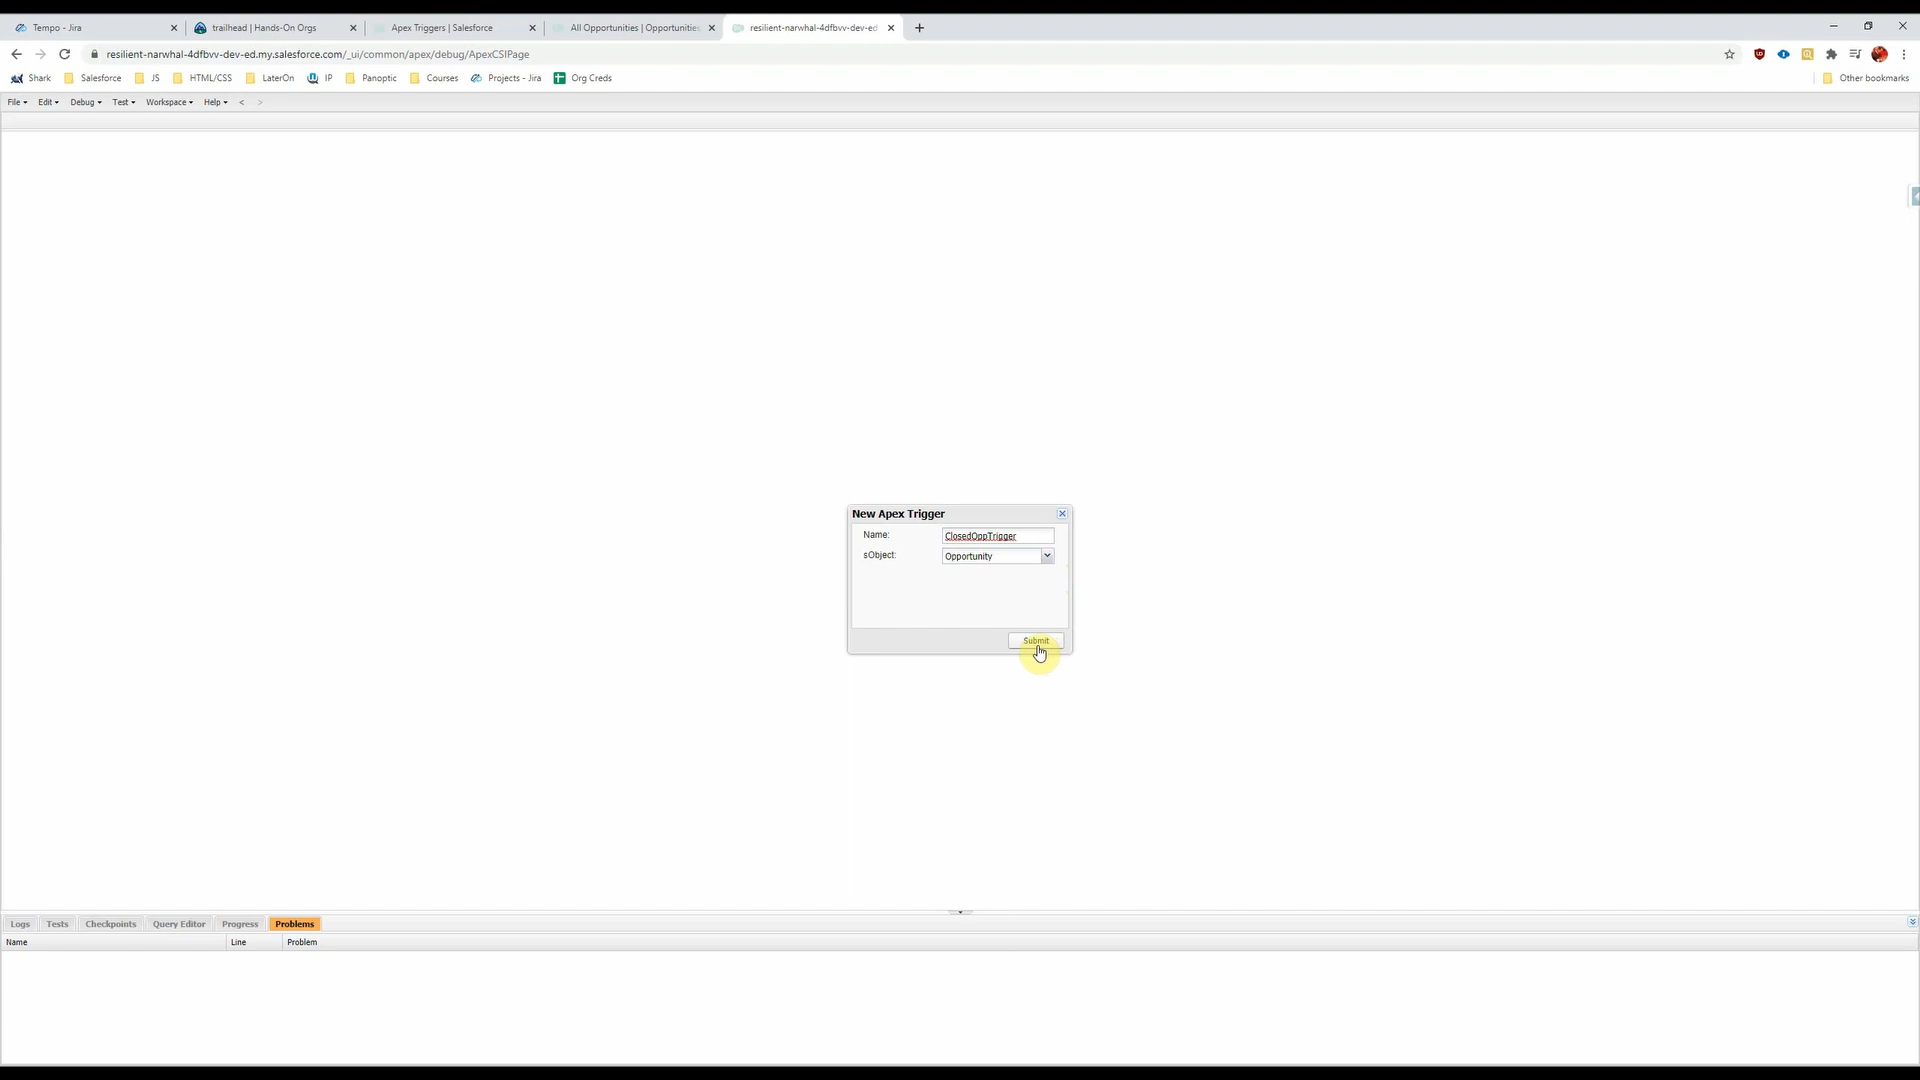 Tempo - Jira
trailhead | Hands-On Orgs
Apex Triggers | Salesforce
All Opportunities | Opportunities
resilient-narwhal-4dfbvv-dev-ed
resilient-narwhal-4dfbvv-dev-ed.my.salesforce.com/_ui/common/apex/debug/ApexCSIPage
Shark
Salesforce
JS
HTML/CSS
LaterOn
IP
Panoptic
Courses
Projects - Jira
Org Creds
Other bookmarks
File
Edit
Debug
Test
Workspace
Help
<
>
New Apex Trigger
Name:
ClosedOppTrigger
sObject:
Opportunity
Submit
Logs
Tests
Checkpoints
Query Editor
Progress
Problems
Name
Line
Problem